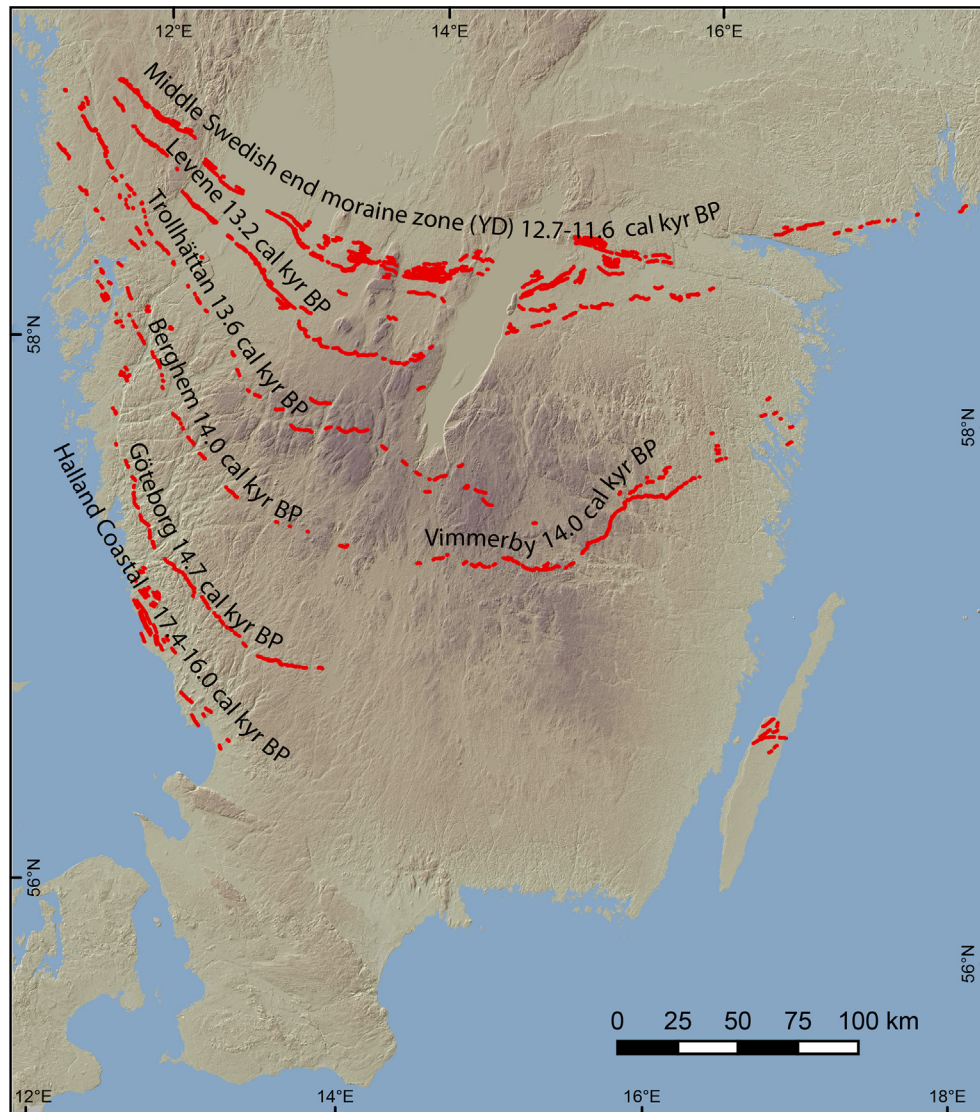 12°E 14°E 16°E
Middle Swedish end moraine zone (YD) 12.7-11.6 cal kyr BP
Levene 13.2 cal kyr BP
Trollhättan 13.6 cal kyr BP
58°N
Berghem 14.0 cal kyr BP
58°N
Göteborg 14.7 cal kyr BP
Vimmerby 14.0 cal kyr BP
Halland Coastal 17.4-16.0 cal kyr BP
56°N
56°N
0 25 50 75 100 km
12°E 14°E 16°E 18°E